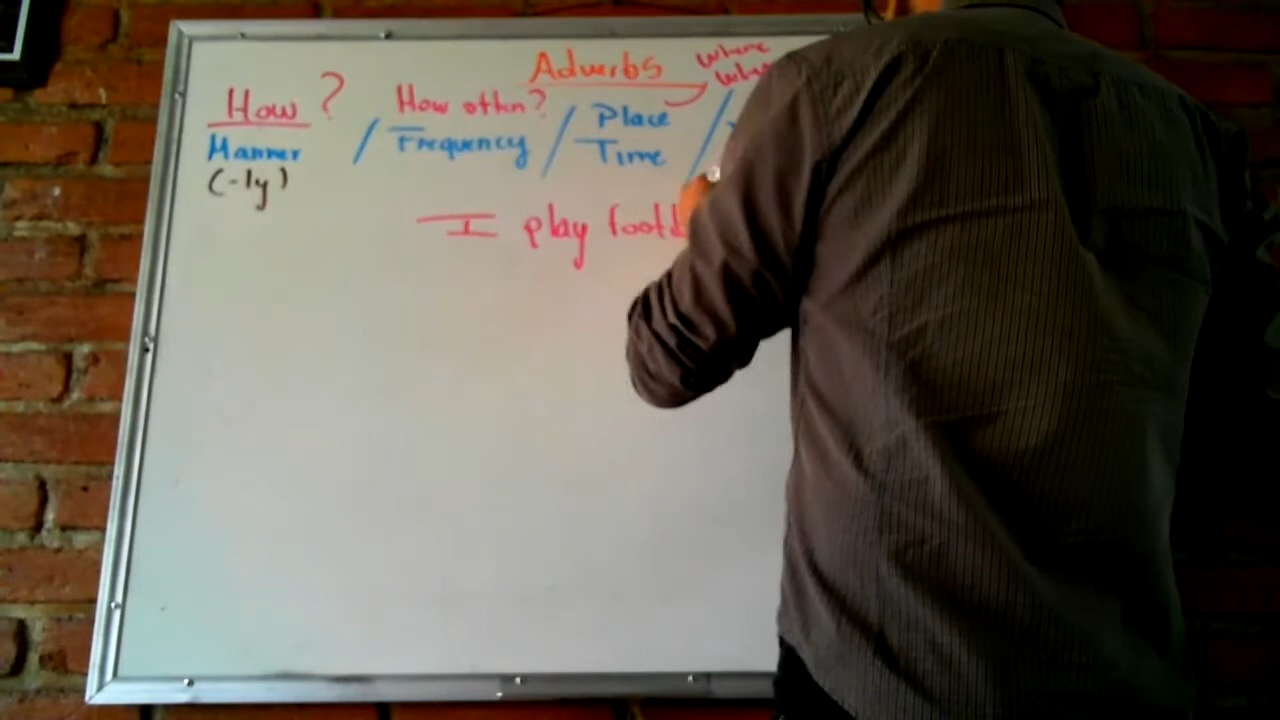 Adverbs
Where
How ?
How often?
Manner / Frequency / Place /
Time
(-ly)
I play footb